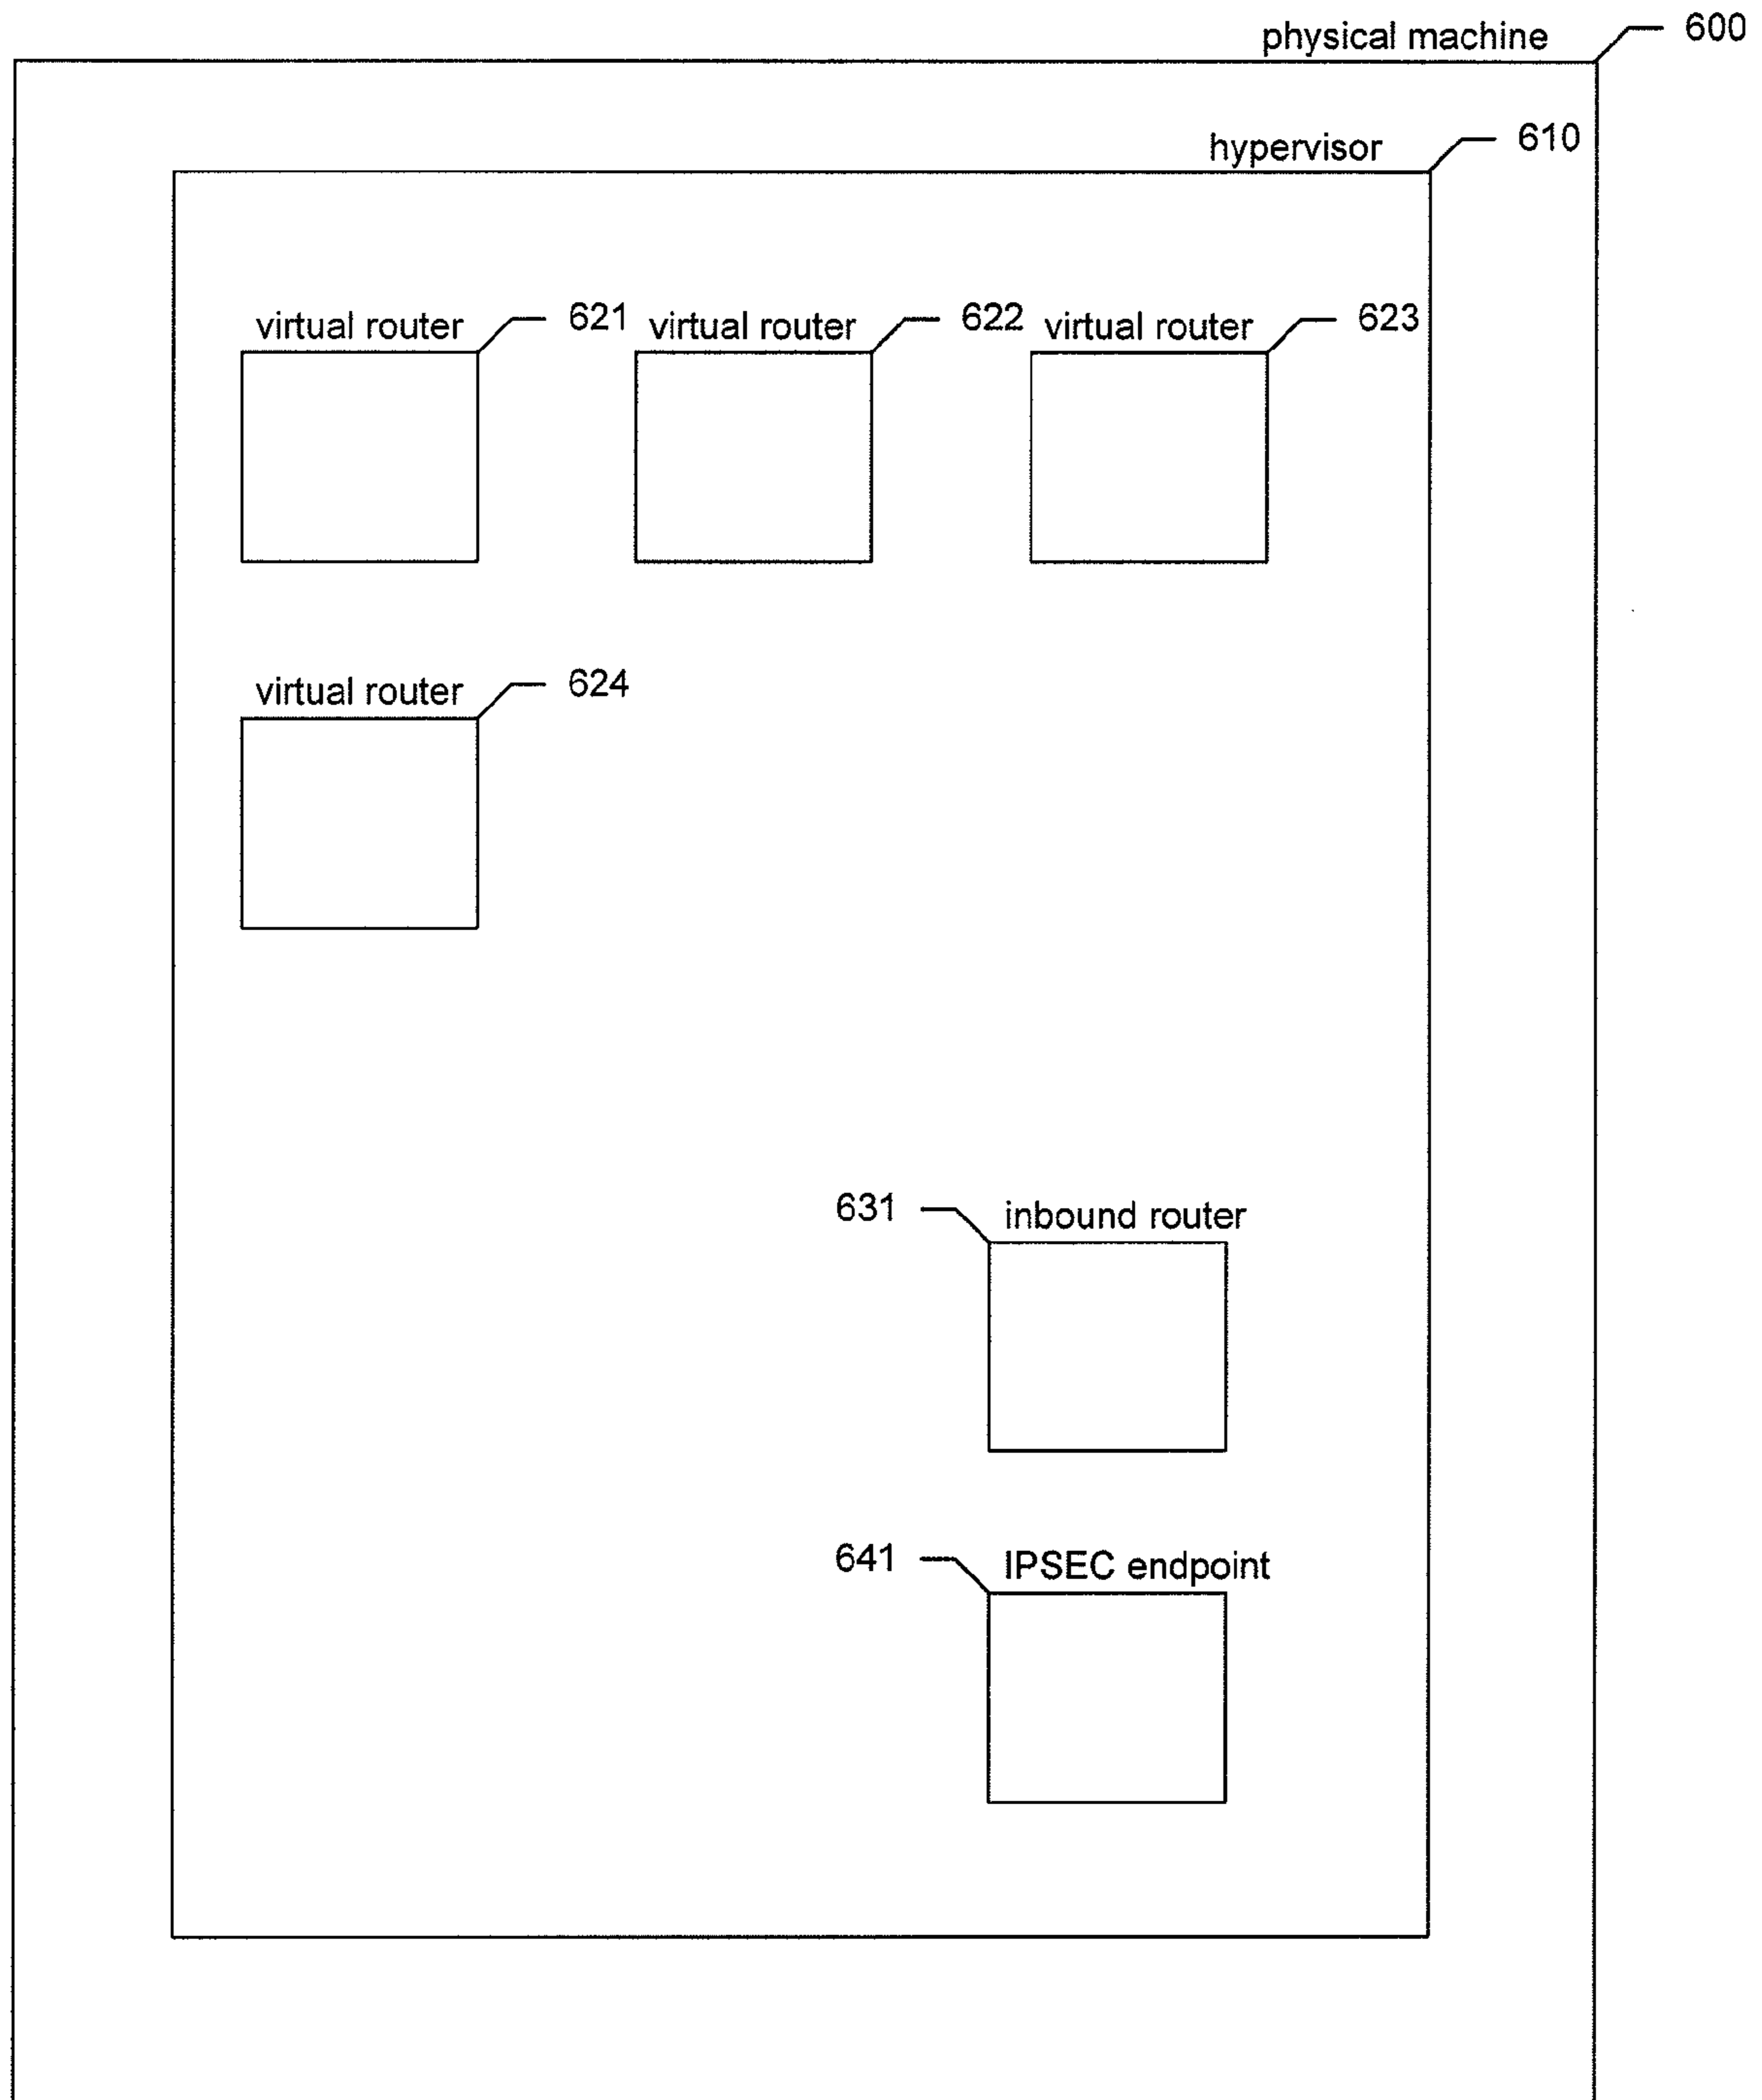 physical machine 600
hypervisor 610
virtual router 621 virtual router 622 virtual router 623
virtual router 624
631 inbound router
641 IPSEC endpoint